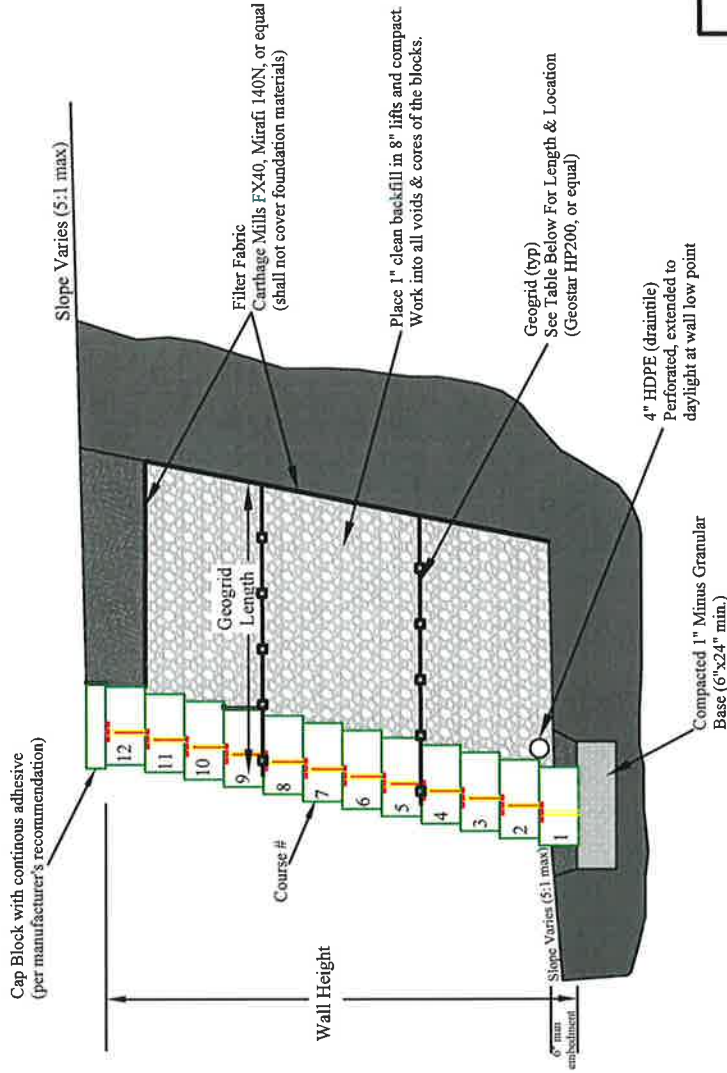 Cap Block with continous adhesive
(per manufacturer's recommendation)
Slope Varies (5:1 max)
Filter Fabric
Carthage Mills FX40, Mirafi 140N, or equal
(shall not cover foundation materials)
Place 1" clean backfill in 8" lifts and compact.
Work into all voids & cores of the blocks.
Geogrid (typ)
See Table Below For Length & Location
(Geostar HP200, or equal)
4" HDPE (draintile)
Perforated, extended to
daylight at wall low point
Compacted 1" Minus Granular
Base (6"x24" min.)
Geogrid
Length
Course #
12
11
10
9
8
7
6
5
4
3
2
1
Wall Height
Slope Varies (5:1 max)
6"
embedment